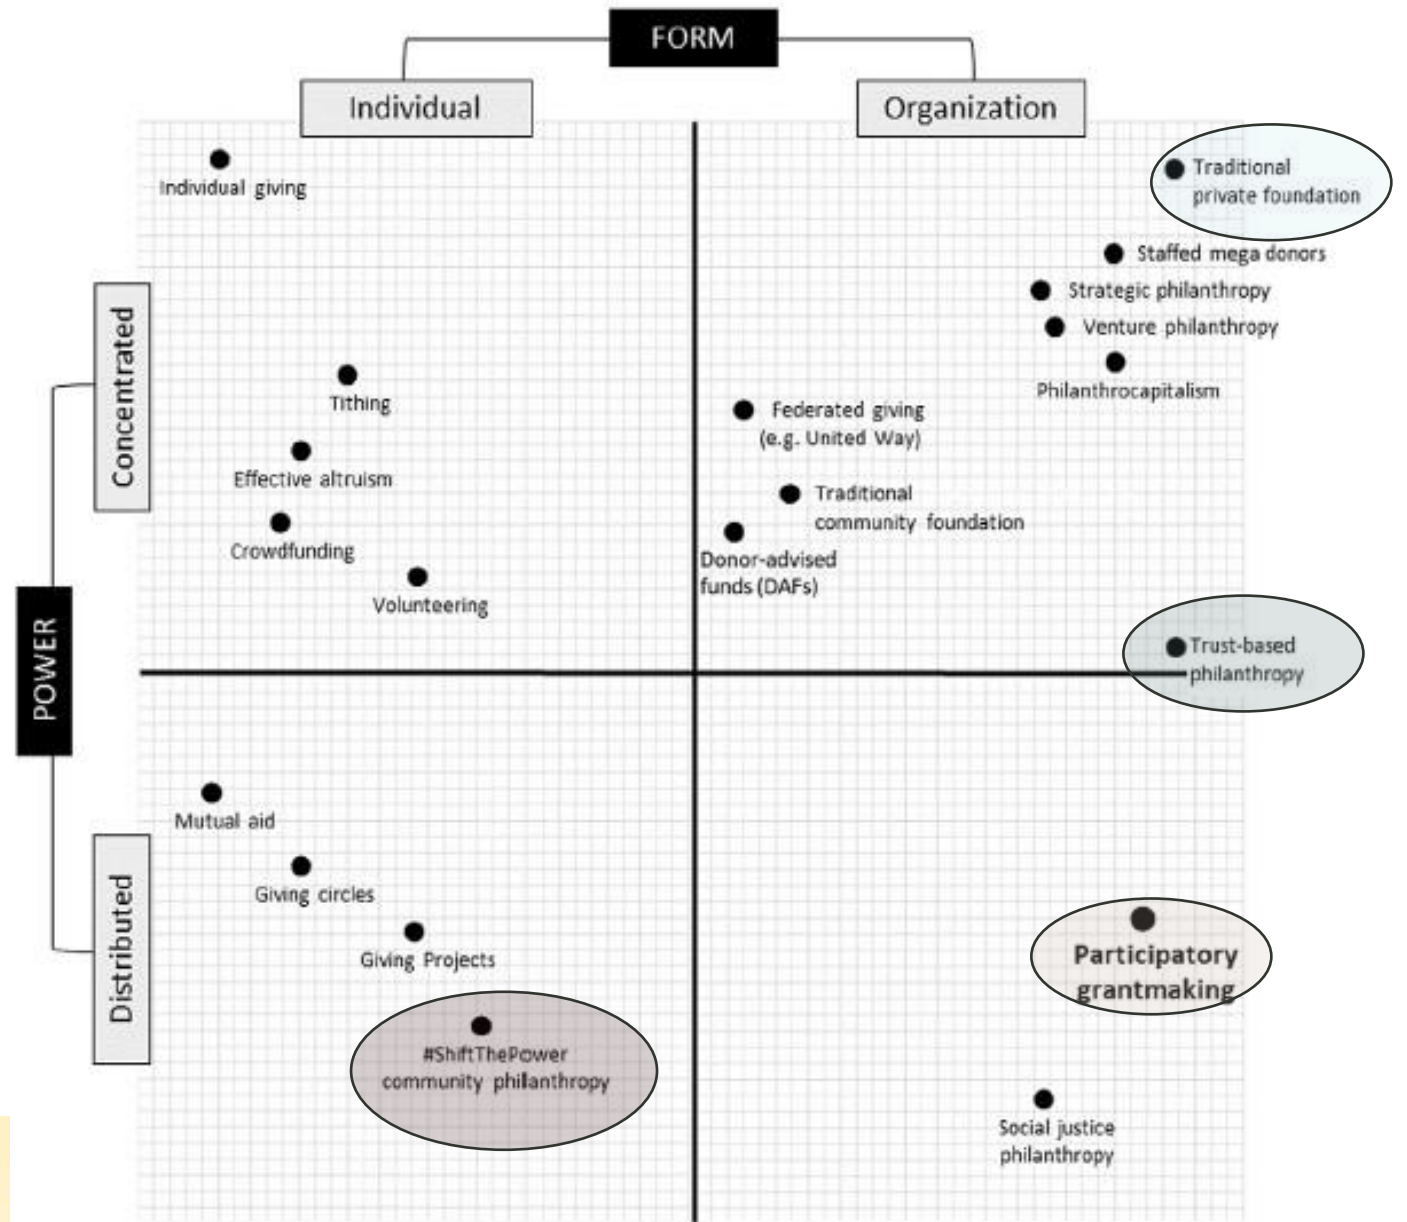 FORM
Individual
Organization
Individual giving
Traditional
private foundation
Staffed mega donors
Strategic philanthropy
Venture philanthropy
Philanthrocapitalism
Concentrated
Tithing
Federated giving
(e.g. United Way)
Effective altruism
Traditional
community foundation
Crowdfunding
Donor-advised
funds (DAFs)
Volunteering
POWER
Trust-based
philanthropy
Mutual aid
Giving circles
Distributed
Giving Projects
Participatory
grantmaking
#ShiftThePower
community philanthropy
Social justice
philanthropy